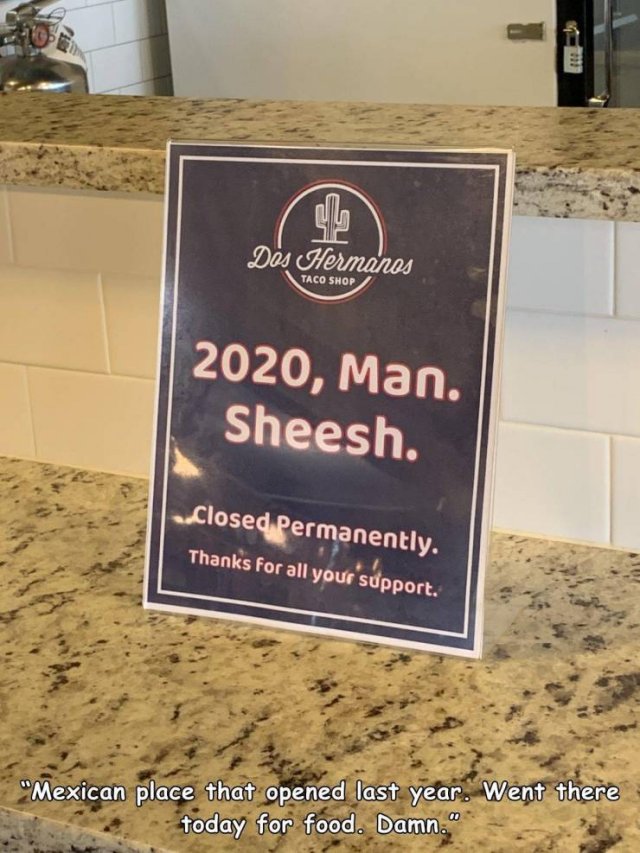 Dos Hermanos
TACO SHOP
2020, Man.
Sheesh.
Closed Permanently.
Thanks for all your support.
"Mexican place that opened last year. Went there
today for food. Damn."